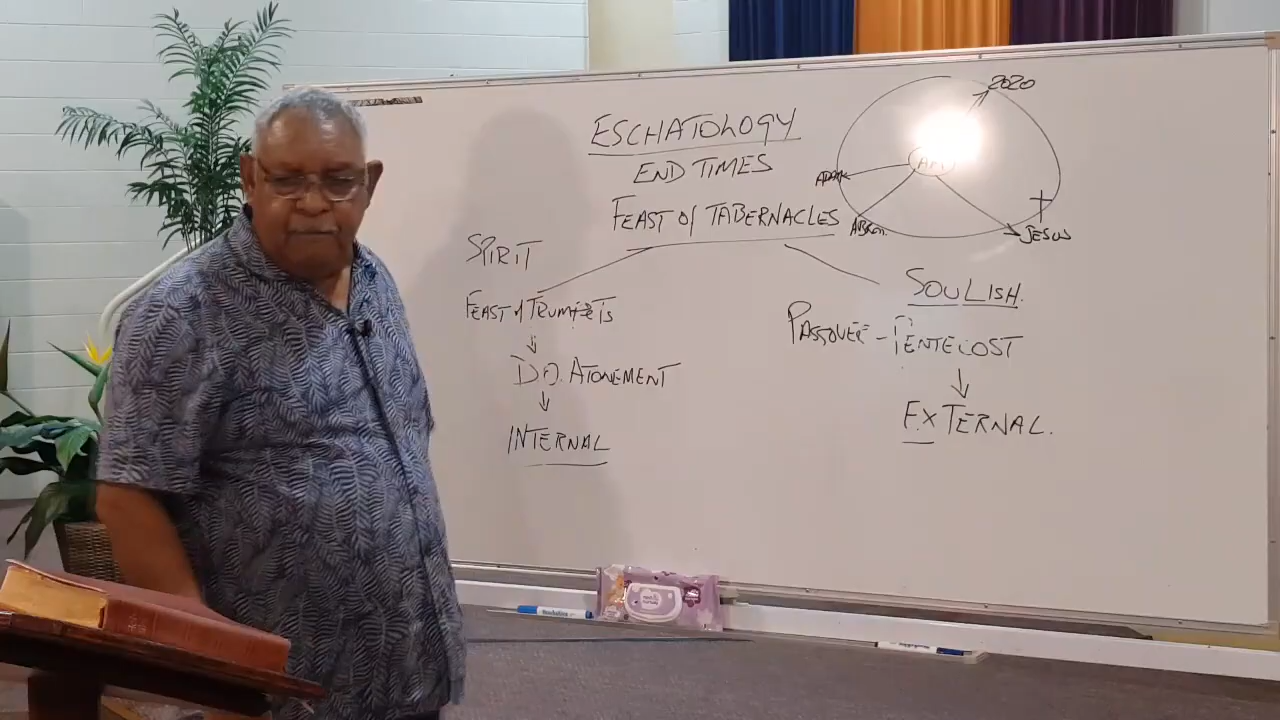 ESCHATOLOGY
END TIMES
FEAST of TABERNACLES
2020
ADAM
JESUS
SPIRIT
FEAST of TRUMPETS
D.O. ATONEMENT
INTERNAL
SOULISH.
PASSOVER - PENTECOST
EXTERNAL.